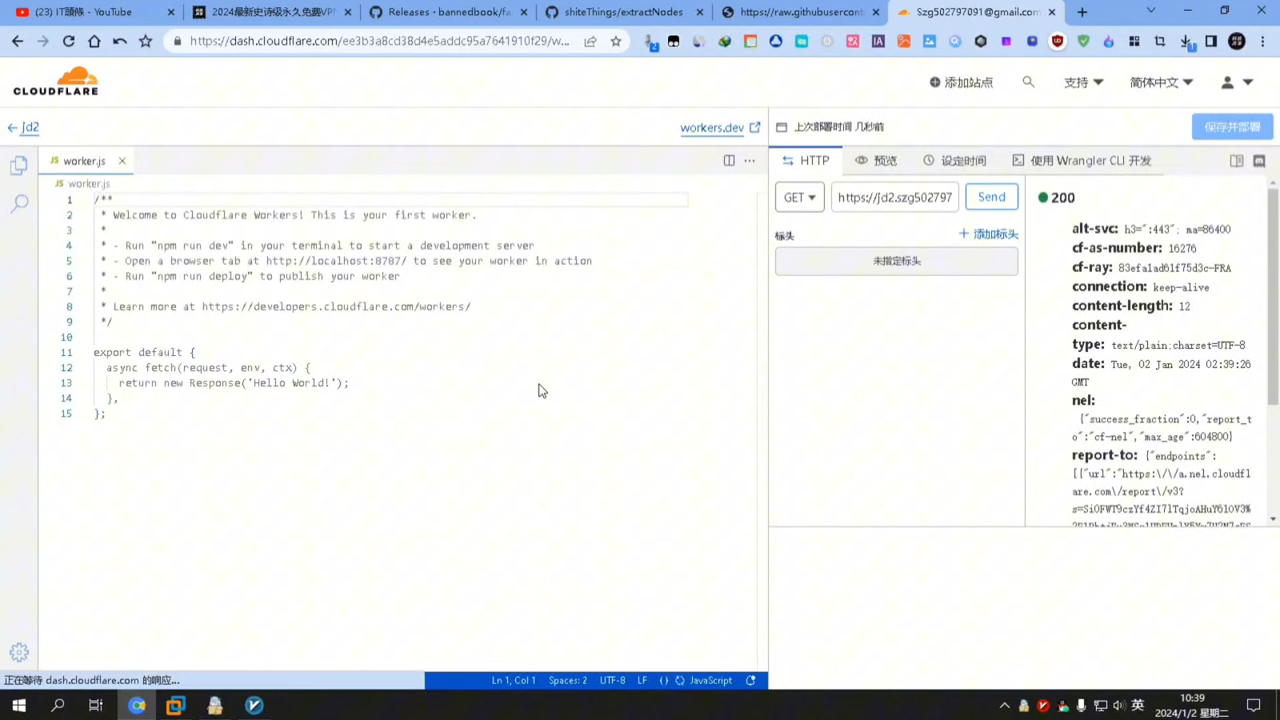 (23) IT頭條 - YouTube
2024最新史诗级永久免费VPN
Releases · bannedbook/fa
shiteThings/extractNodes
https://raw.githubusercont
Szg502797091@gmail.com
https://dash.cloudflare.com/ee3b3a8cd38d4e5addc95a7641910f29/w...
CLOUDFLARE
添加站点
支持
简体中文
jd2
workers.dev
上次部署时间 几秒前
保存并部署
JS worker.js
HTTP
预览
设定时间
使用 Wrangler CLI 开发
JS worker.js
GET
https://jd2.szg502797
Send
200
标头
添加标头
未指定标头
1 /**
2 * Welcome to Cloudflare Workers! This is your first worker.
3 *
4 * - Run "npm run dev" in your terminal to start a development server
5 * - Open a browser tab at http://localhost:8787/ to see your worker in action
6 * - Run "npm run deploy" to publish your worker
7 *
8 * Learn more at https://developers.cloudflare.com/workers/
9 */
10
11 export default {
12 async fetch(request, env, ctx) {
13 return new Response('Hello World!');
14 },
15 };
alt-svc: h3=":443"; ma=86400
cf-as-number: 16276
cf-ray: 83efa1ad61f75d3c-FRA
connection: keep-alive
content-length: 12
content-
type: text/plain;charset=UTF-8
date: Tue, 02 Jan 2024 02:39:26
GMT
nel:
{"success_fraction":0,"report_t
o":"cf-nel","max_age":604800}
report-to: {"endpoints":
[{"url":"https:\/\/a.nel.cloudfl
are.com\/report\/v3?
正在等待 dash.cloudflare.com 的响应...
Ln 1, Col 1
Spaces: 2
UTF-8
LF
{ }
JavaScript
英
10:39
2024/1/2 星期二